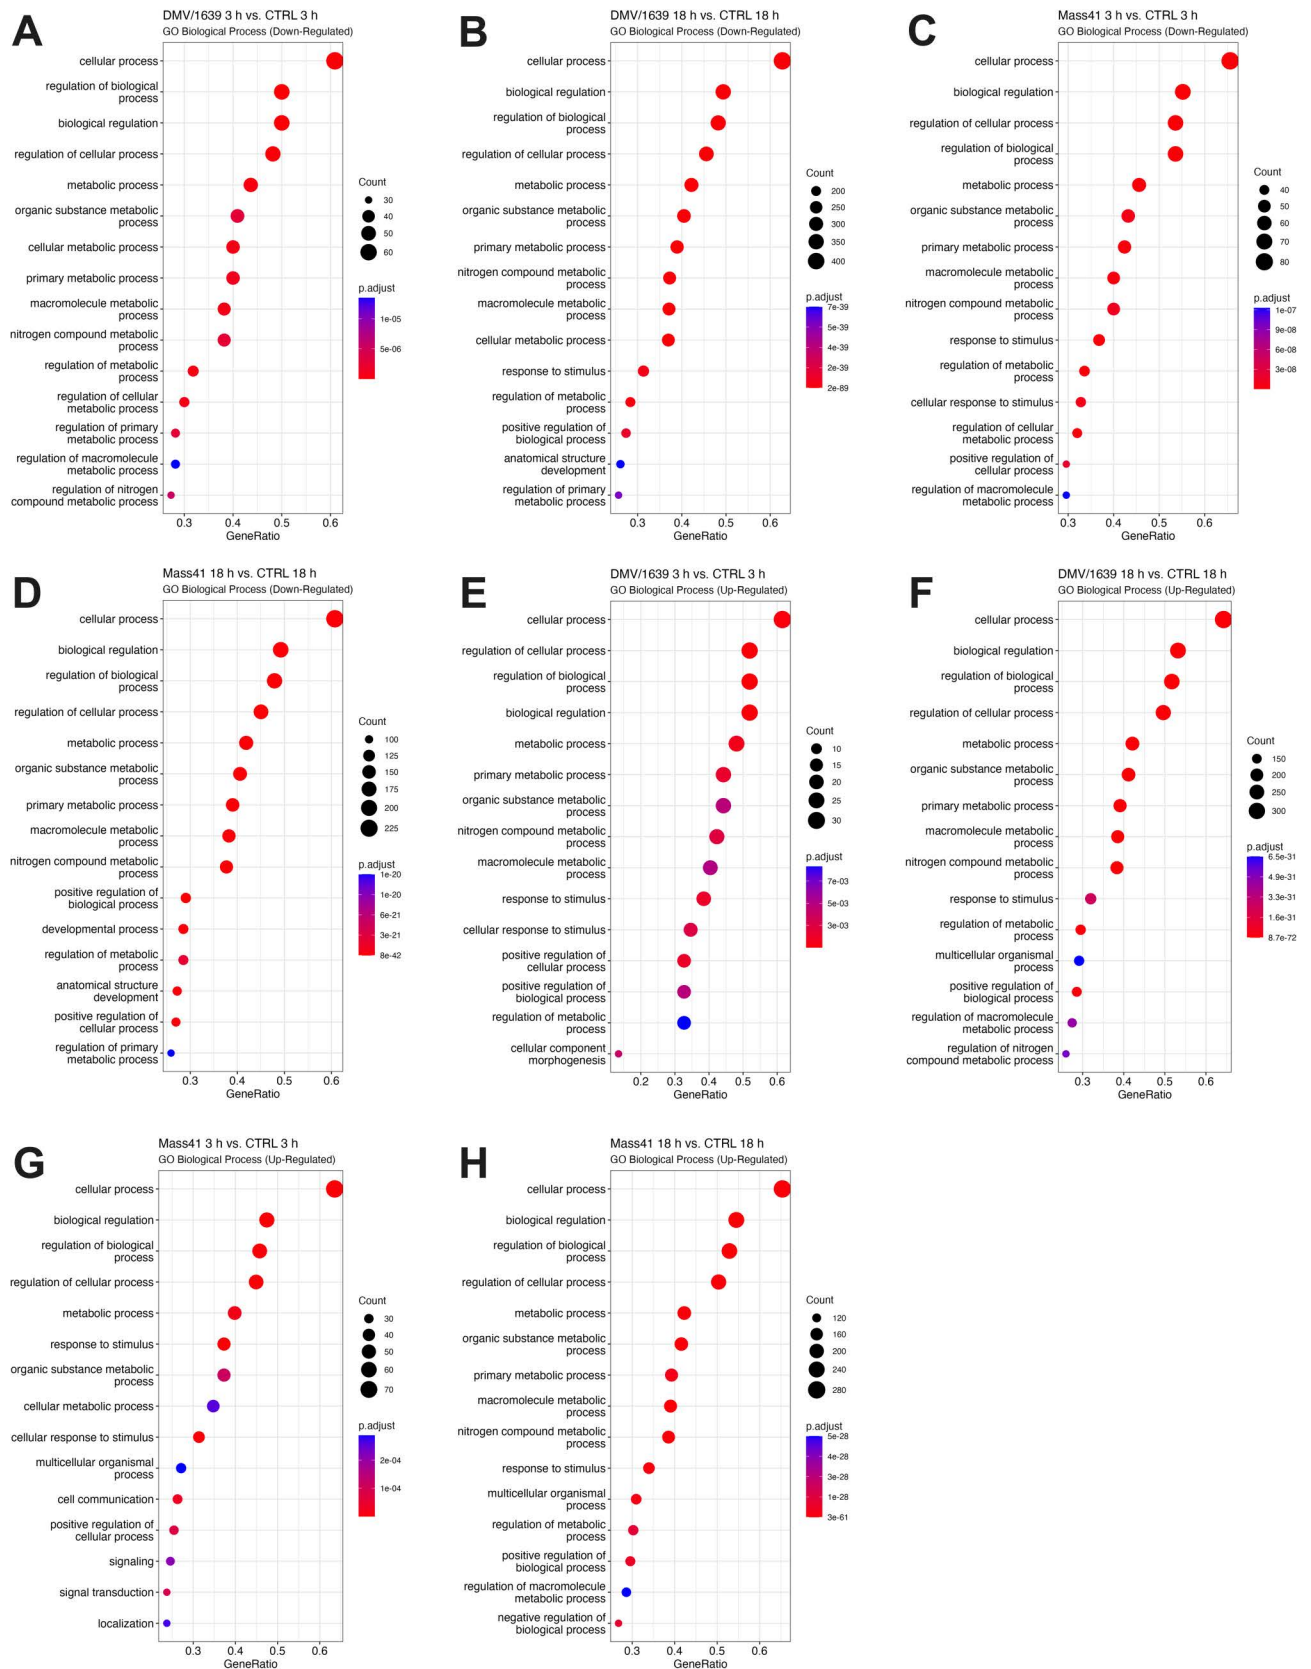 A
DMV/1639 3 h vs. CTRL 3 h
GO Biological Process (Down-Regulated)
cellular process
regulation of biological
process
biological regulation
regulation of cellular process
metabolic process
organic substance metabolic
process
cellular metabolic process
primary metabolic process
macromolecule metabolic
process
nitrogen compound metabolic
process
regulation of metabolic
process
regulation of cellular
metabolic process
regulation of primary
metabolic process
regulation of macromolecule
metabolic process
regulation of nitrogen
compound metabolic process
0.3 0.4 0.5 0.6
GeneRatio
Count
30
40
50
60
p.adjust
1e-05
5e-06
B
DMV/1639 18 h vs. CTRL 18 h
GO Biological Process (Down-Regulated)
cellular process
biological regulation
regulation of biological
process
regulation of cellular process
metabolic process
organic substance metabolic
process
primary metabolic process
nitrogen compound metabolic
process
macromolecule metabolic
process
cellular metabolic process
response to stimulus
regulation of metabolic
process
positive regulation of
biological process
anatomical structure
development
regulation of primary
metabolic process
0.3 0.4 0.5 0.6
GeneRatio
Count
200
250
300
350
400
p.adjust
7e-39
5e-39
4e-39
2e-39
2e-89
C
Mass41 3 h vs. CTRL 3 h
GO Biological Process (Down-Regulated)
cellular process
biological regulation
regulation of cellular process
regulation of biological
process
metabolic process
organic substance metabolic
process
primary metabolic process
macromolecule metabolic
process
nitrogen compound metabolic
process
response to stimulus
regulation of metabolic
process
cellular response to stimulus
regulation of cellular
metabolic process
positive regulation of
cellular process
regulation of macromolecule
metabolic process
0.3 0.4 0.5 0.6
GeneRatio
Count
40
50
60
70
80
p.adjust
1e-07
9e-08
6e-08
3e-08
D
Mass41 18 h vs. CTRL 18 h
GO Biological Process (Down-Regulated)
cellular process
biological regulation
regulation of biological
process
regulation of cellular process
metabolic process
organic substance metabolic
process
primary metabolic process
macromolecule metabolic
process
nitrogen compound metabolic
process
positive regulation of
biological process
developmental process
regulation of metabolic
process
anatomical structure
development
positive regulation of
cellular process
regulation of primary
metabolic process
0.3 0.4 0.5 0.6
GeneRatio
Count
100
125
150
175
200
225
p.adjust
1e-20
1e-20
6e-21
3e-21
8e-42
E
DMV/1639 3 h vs. CTRL 3 h
GO Biological Process (Up-Regulated)
cellular process
regulation of cellular process
regulation of biological
process
biological regulation
metabolic process
primary metabolic process
organic substance metabolic
process
nitrogen compound metabolic
process
macromolecule metabolic
process
response to stimulus
cellular response to stimulus
positive regulation of
cellular process
positive regulation of
biological process
regulation of metabolic
process
cellular component
morphogenesis
0.2 0.3 0.4 0.5 0.6
GeneRatio
Count
10
15
20
25
30
p.adjust
7e-03
5e-03
3e-03
F
DMV/1639 18 h vs. CTRL 18 h
GO Biological Process (Up-Regulated)
cellular process
biological regulation
regulation of biological
process
regulation of cellular process
metabolic process
organic substance metabolic
process
primary metabolic process
macromolecule metabolic
process
nitrogen compound metabolic
process
response to stimulus
regulation of metabolic
process
multicellular organismal
process
positive regulation of
biological process
regulation of macromolecule
metabolic process
regulation of nitrogen
compound metabolic process
0.3 0.4 0.5 0.6
GeneRatio
Count
150
200
250
300
p.adjust
6.5e-31
4.9e-31
3.3e-31
1.6e-31
8.7e-72
G
Mass41 3 h vs. CTRL 3 h
GO Biological Process (Up-Regulated)
cellular process
biological regulation
regulation of biological
process
regulation of cellular process
metabolic process
response to stimulus
organic substance metabolic
process
cellular metabolic process
cellular response to stimulus
multicellular organismal
process
cell communication
positive regulation of
cellular process
signaling
signal transduction
localization
0.3 0.4 0.5 0.6
GeneRatio
Count
30
40
50
60
70
p.adjust
2e-04
1e-04
H
Mass41 18 h vs. CTRL 18 h
GO Biological Process (Up-Regulated)
cellular process
biological regulation
regulation of biological
process
regulation of cellular process
metabolic process
organic substance metabolic
process
primary metabolic process
macromolecule metabolic
process
nitrogen compound metabolic
process
response to stimulus
multicellular organismal
process
regulation of metabolic
process
positive regulation of
biological process
regulation of macromolecule
metabolic process
negative regulation of
biological process
0.3 0.4 0.5 0.6
GeneRatio
Count
120
160
200
240
280
p.adjust
5e-28
4e-28
3e-28
1e-28
3e-61